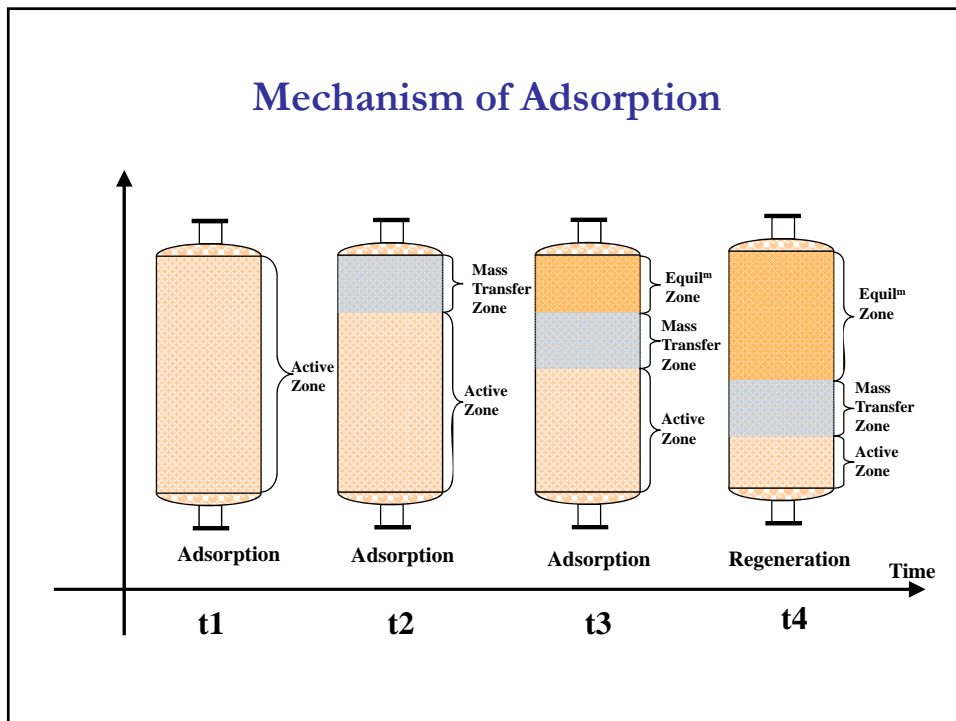 Mechanism of Adsorption
Active
Zone
Adsorption
t1
Mass
Transfer
Zone
Active
Zone
Adsorption
t2
Equilᵐ
Zone
Mass
Transfer
Zone
Active
Zone
Adsorption
t3
Equilᵐ
Zone
Mass
Transfer
Zone
Active
Zone
Regeneration
t4
Time